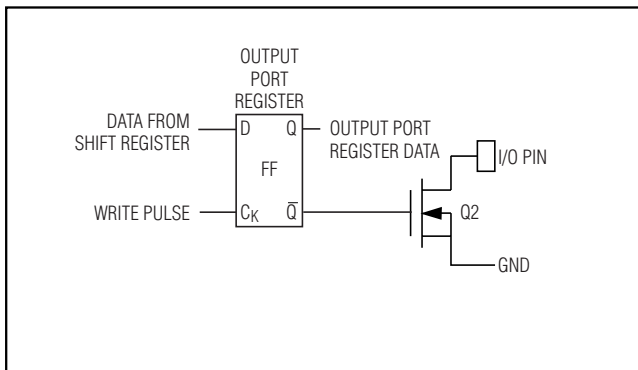 OUTPUT
PORT
REGISTER
DATA FROM
SHIFT REGISTER
D
Q
OUTPUT PORT
REGISTER DATA
FF
I/O PIN
WRITE PULSE
CK
Q̅
Q2
GND